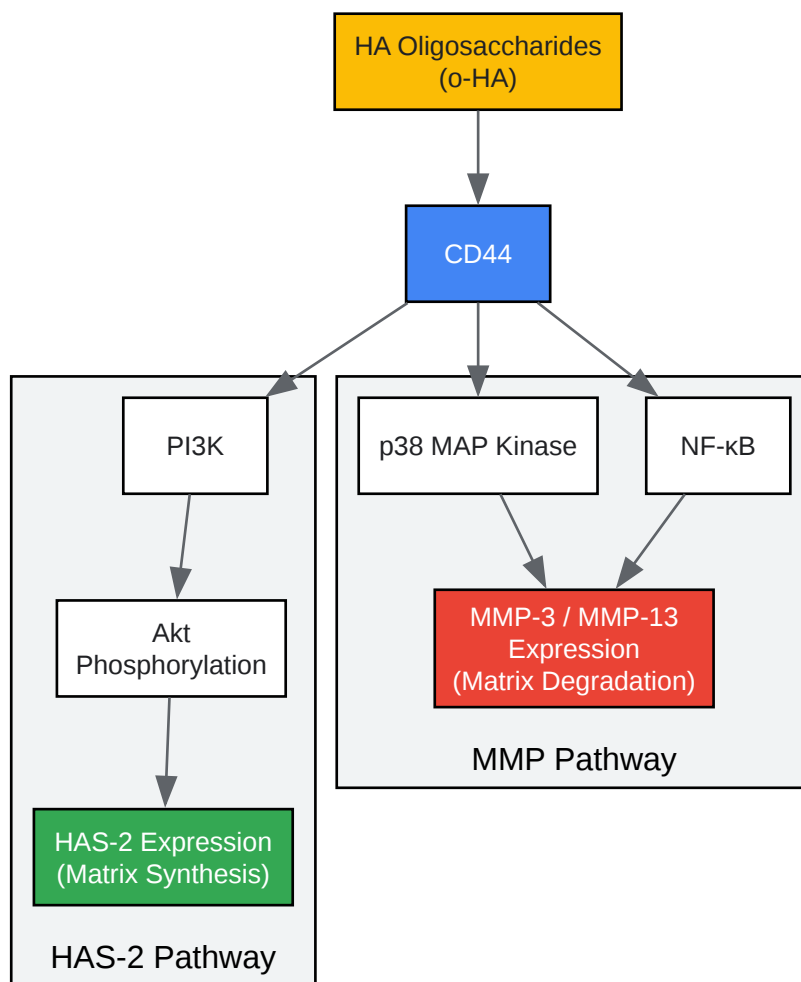 HA Oligosaccharides
(o-HA)
CD44
PI3K
p38 MAP Kinase
NF-κB
Akt
Phosphorylation
MMP-3 / MMP-13
Expression
(Matrix Degradation)
MMP Pathway
HAS-2 Expression
(Matrix Synthesis)
HAS-2 Pathway